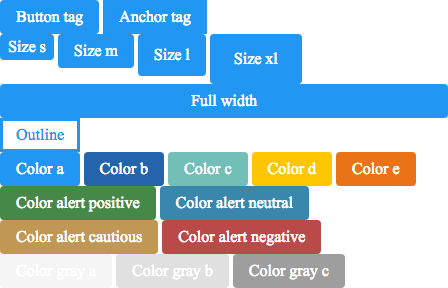 Button tag Anchor tag
Size s Size m Size l Size xl
Full width
Outline
Color a Color b Color c Color d Color e
Color alert positive Color alert neutral
Color alert cautious Color alert negative
Color gray a Color gray b Color gray c